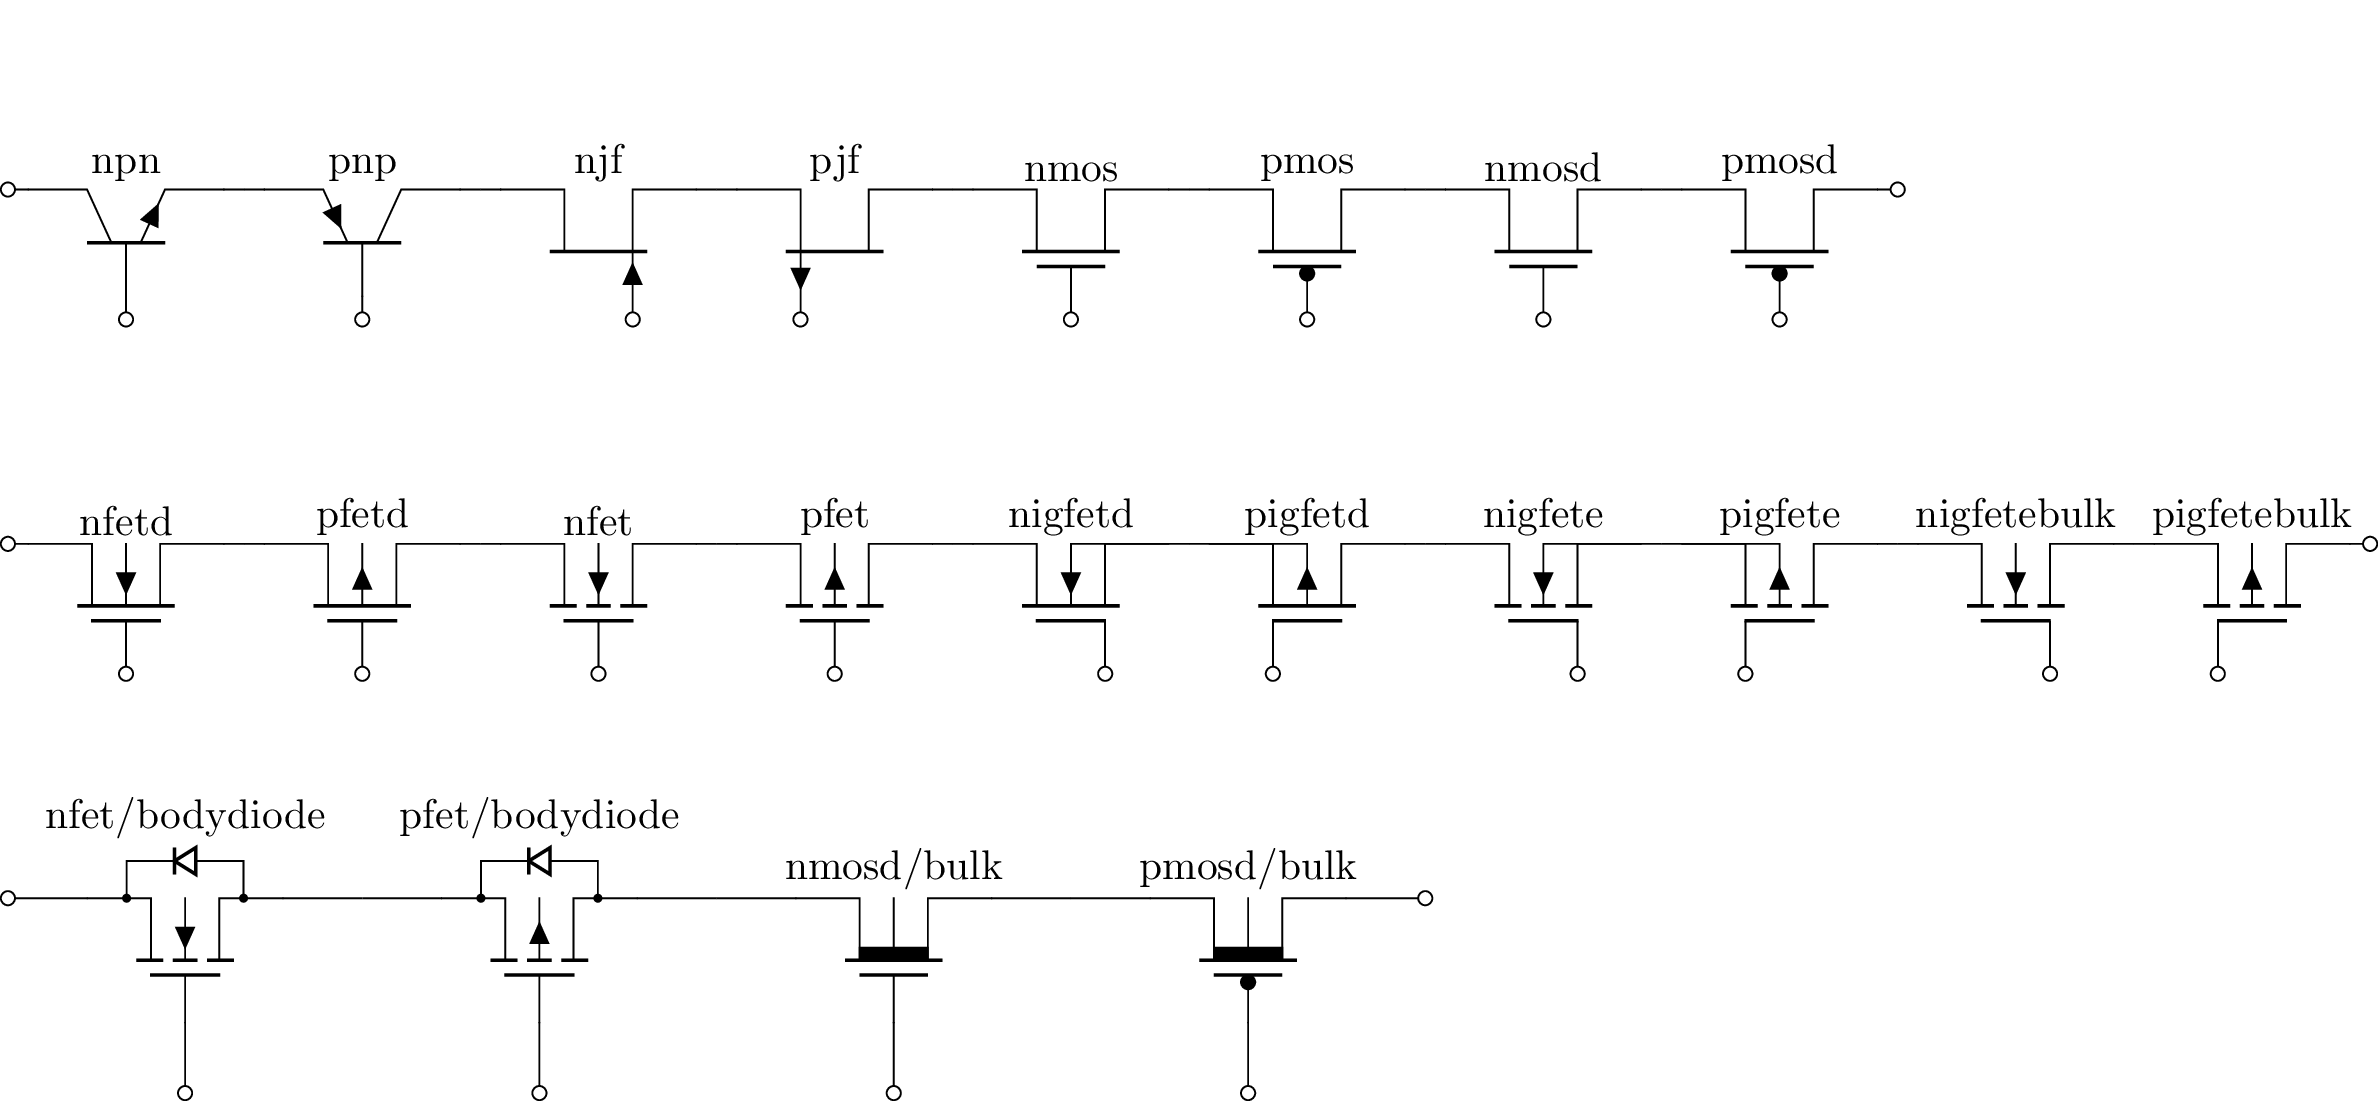 npn pnp njf pjf nmos pmos nmosd pmosd
nfetd pfetd nfet pfet nigfetd pigfetd nigfete pigfete nigfetebulk pigfetebulk
nfet/bodydiode pfet/bodydiode nmosd/bulk pmosd/bulk